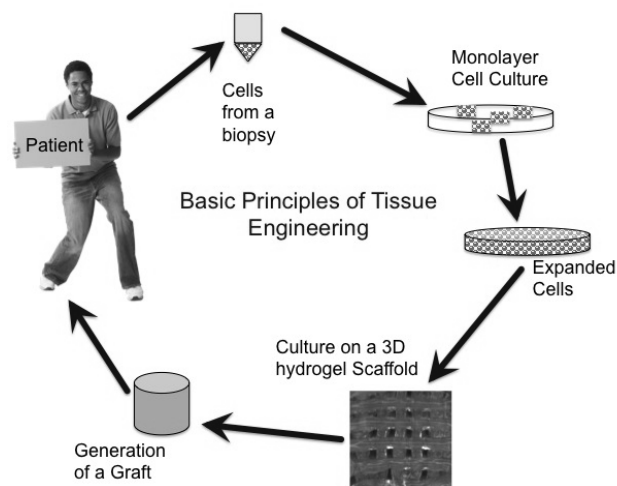 Patient
Cells
from a
biopsy
Monolayer
Cell Culture
Basic Principles of Tissue
Engineering
Expanded
Cells
Culture on a 3D
hydrogel Scaffold
Generation
of a Graft